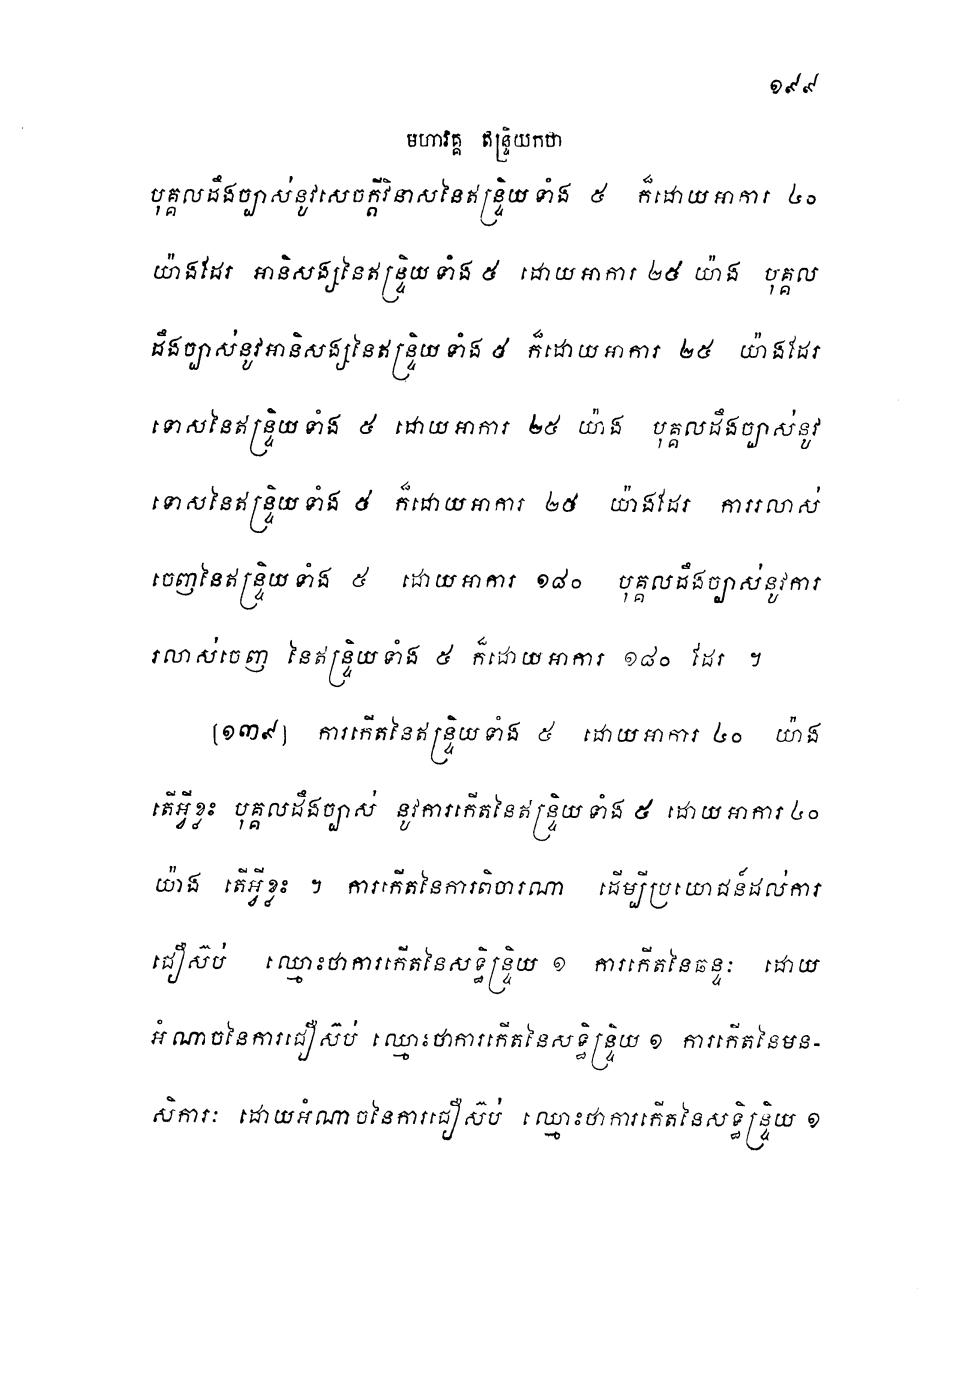 ១៩៩
មហាវិគ្គ ឥន្ទ្រិយកថា
បុគ្គលដឹងច្បាស់នូវសេចក្តីវិនាសនៃឥន្ទ្រិយទាំង ៥ ក៏ដោយអាការ ៤០
យ៉ាងដែរ អានិសង្សនៃឥន្ទ្រិយទាំង ៥ ដោយអាការ ២៥ យ៉ាង បុគ្គល
ដឹងច្បាស់នូវអានិសង្សនៃឥន្ទ្រិយទាំង ៥ ក៏ដោយអាការ ២៥ យ៉ាងដែរ
ទោសនៃឥន្ទ្រិយទាំង ៥ ដោយអាការ ២៥ យ៉ាង បុគ្គលដឹងច្បាស់នូវ
ទោសនៃឥន្ទ្រិយទាំង ៥ ក៏ដោយអាការ ២៥ យ៉ាងដែរ ការរលាស់
ចេញនៃឥន្ទ្រិយទាំង ៥ ដោយអាការ ១៨០ បុគ្គលដឹងច្បាស់នូវការ
រលាស់ចេញ នៃឥន្ទ្រិយទាំង ៥ ក៏ដោយអាការ ១៨០ ដែរ ។
(១៣៩) ការកើតនៃឥន្ទ្រិយទាំង ៥ ដោយអាការ ៤០ យ៉ាង
តើអ្វីខ្លះ បុគ្គលដឹងច្បាស់ នូវការកើតនៃឥន្ទ្រិយទាំង ៥ ដោយអាការ ៤០
យ៉ាង តើអ្វីខ្លះ ។ ការកើតនៃការពិចារណា ដើម្បីប្រយោជន៍ដល់ការ
ជឿស៊ប់ ឈ្មោះថាការកើតនៃសទ្ធិន្ទ្រិយ ១ ការកើតនៃឆន្ទៈ ដោយ
អំណាចនៃការជឿស៊ប់ ឈ្មោះថាការកើតនៃសទ្ធិន្ទ្រិយ ១ ការកើតនៃមន-
សិការៈ ដោយអំណាចនៃការជឿស៊ប់ ឈ្មោះថាការកើតនៃសទ្ធិន្ទ្រិយ ១